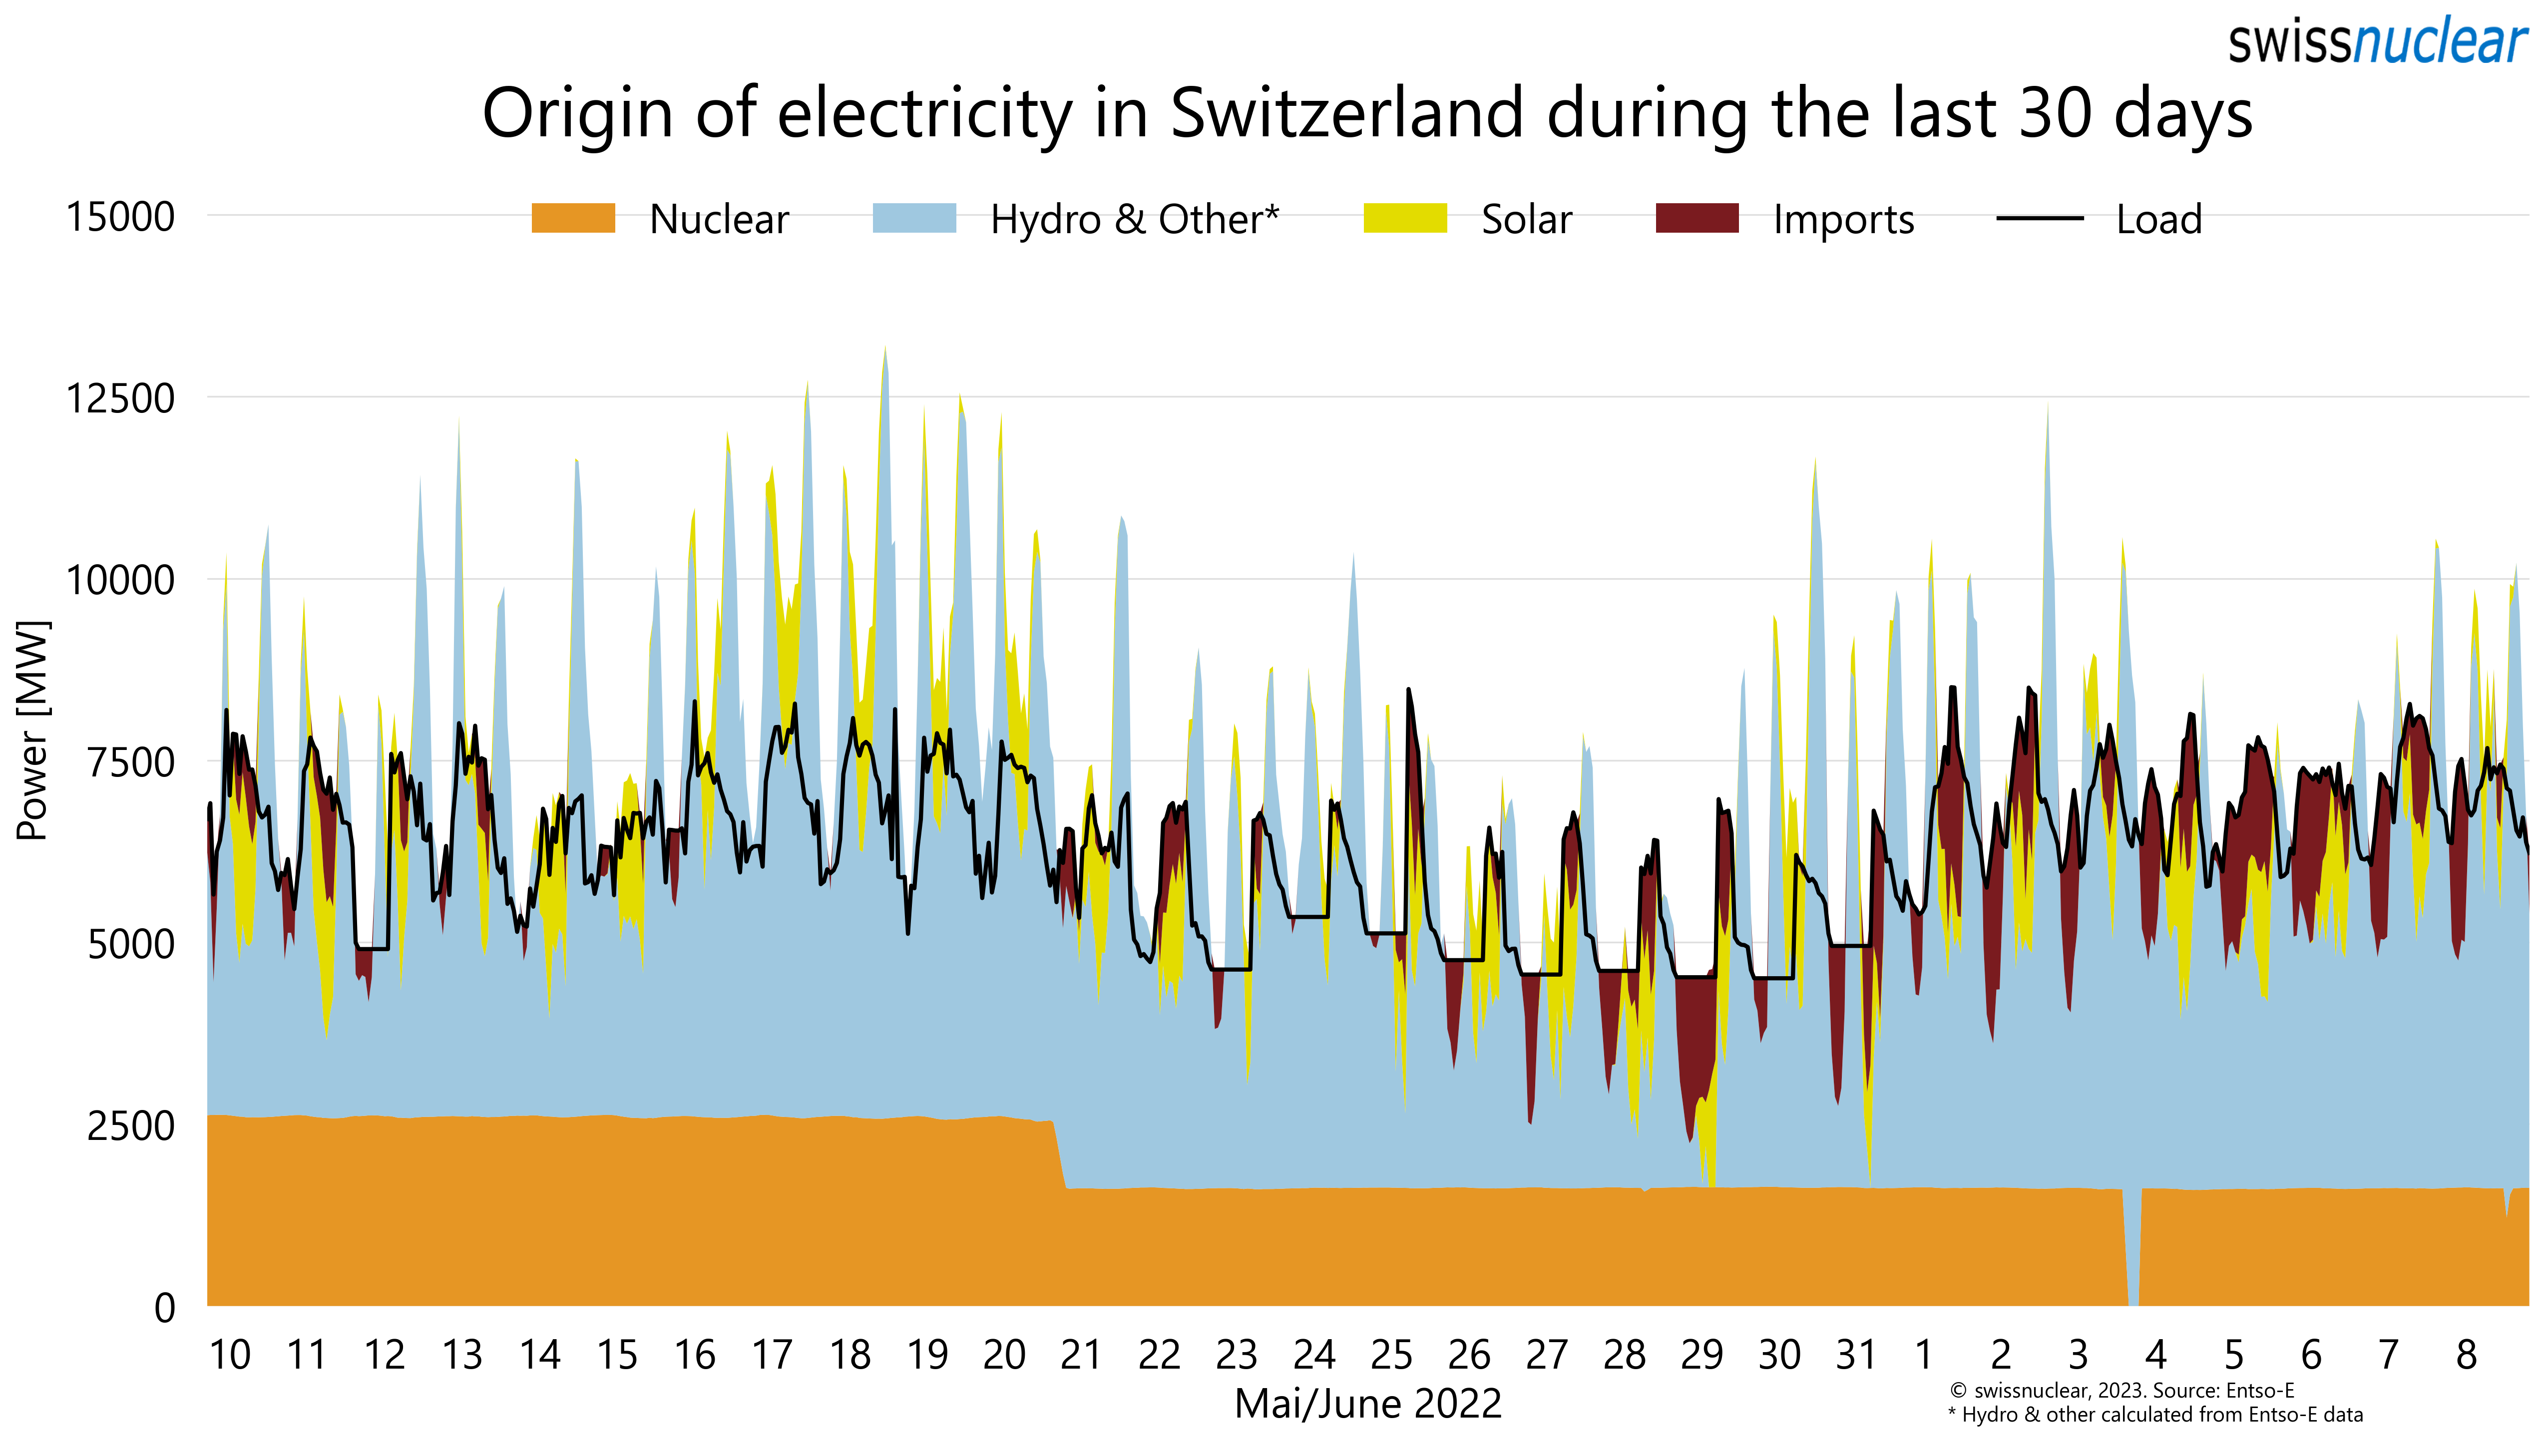 swissnuclear
Origin of electricity in Switzerland during the last 30 days
Nuclear Hydro & Other* Solar Imports Load
15000
12500
10000
7500
5000
2500
0
Power [MW]
10 11 12 13 14 15 16 17 18 19 20 21 22 23 24 25 26 27 28 29 30 31 1 2 3 4 5 6 7 8
Mai/June 2022
© swissnuclear, 2023. Source: Entso-E
* Hydro & other calculated from Entso-E data